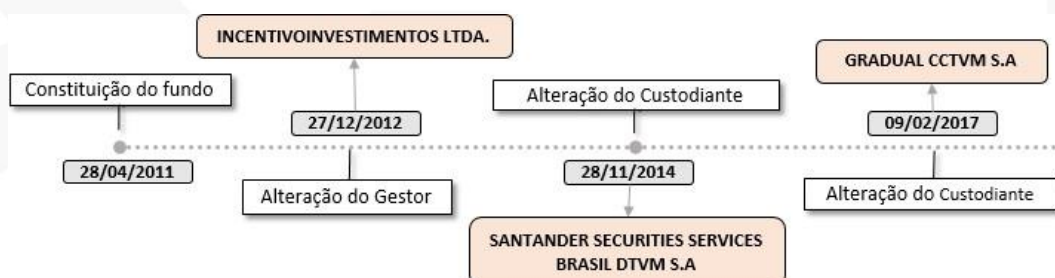 INCENTIVOINVESTIMENTOS LTDA.
GRADUAL CCTVM S.A
Constituição do fundo
Alteração do Custodiante
27/12/2012
09/02/2017
28/04/2011
28/11/2014
Alteração do Gestor
Alteração do Custodiante
SANTANDER SECURITIES SERVICES
BRASIL DTVM S.A